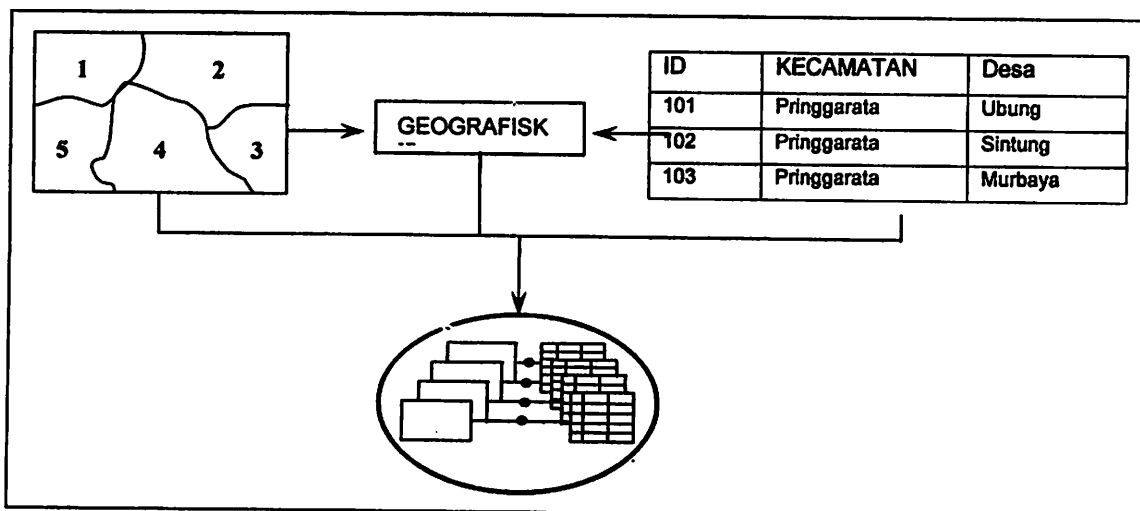 1 2
5 4 3
GEOGRAFISK
ID KECAMATAN Desa
101 Pringgarata Ubung
102 Pringgarata Sintung
103 Pringgarata Murbaya